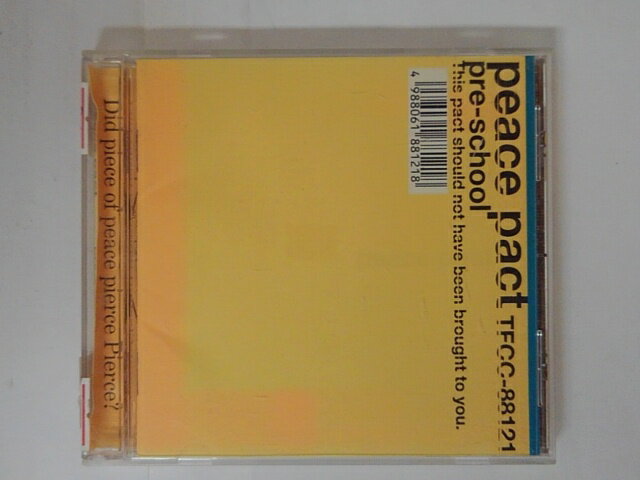 peace pact TFCC-88121
pre-school
This pact should not have been brought to you.
4 988061 881218
Did piece of peace pierce Pierce?